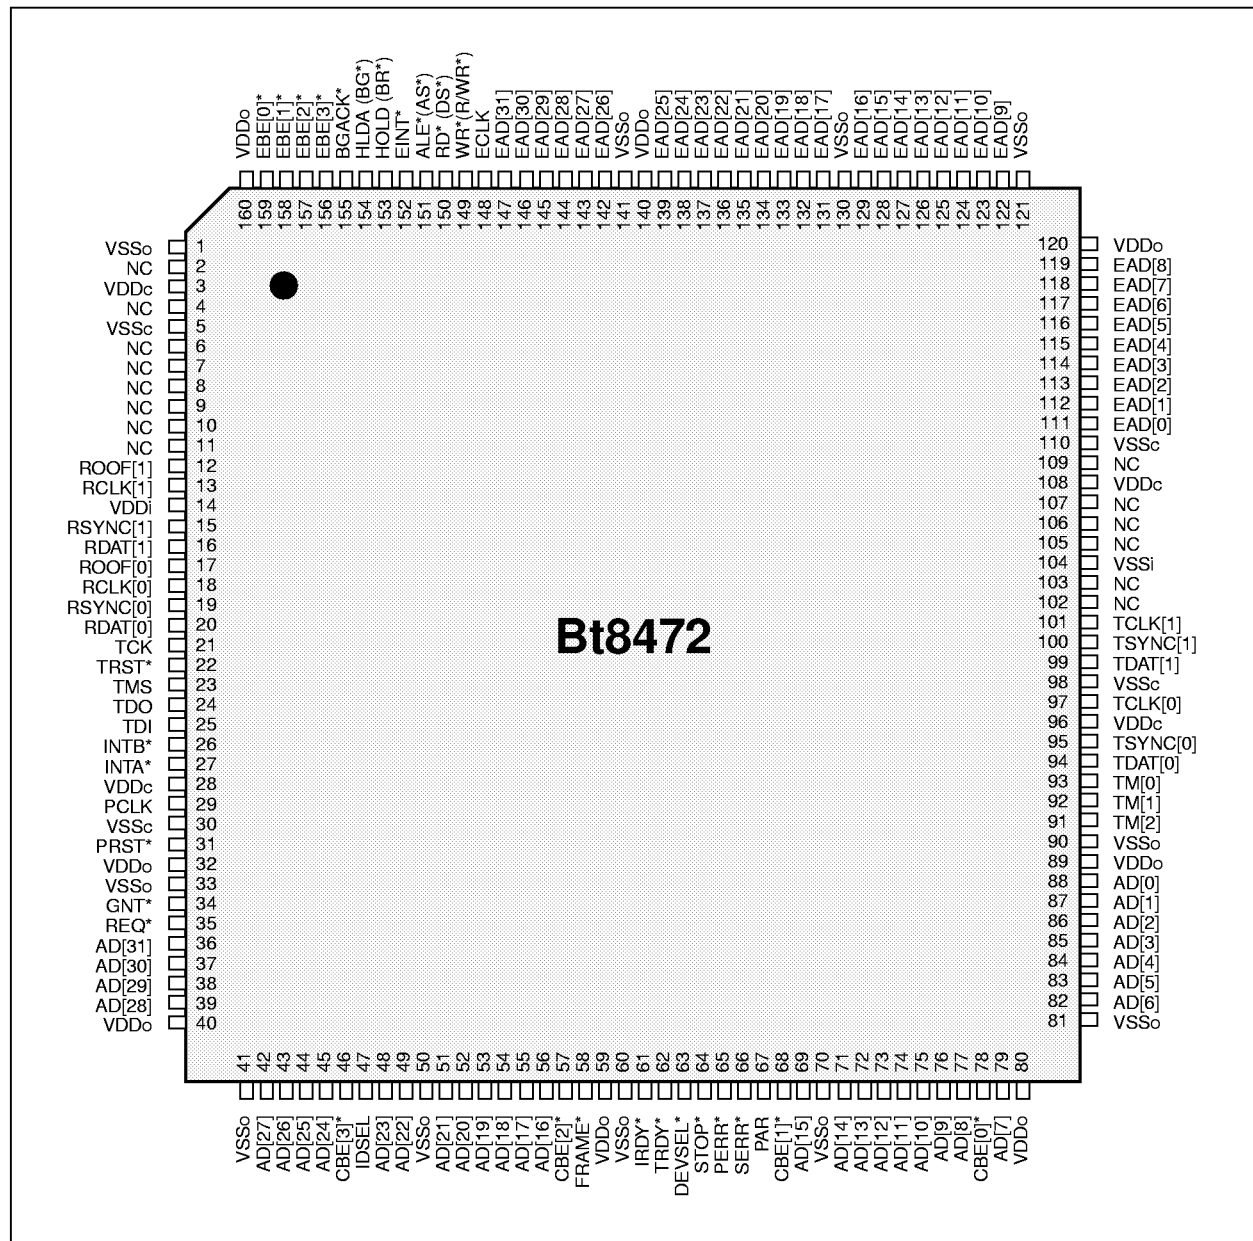 VDDo
EBE[0]*
EBE[1]*
EBE[2]*
EBE[3]*
BGACK*
HLDA (BG*)
HOLD (BR*)
EINT*
ALE* (AS*)
RD* (DS*)
WR* (R/WR*)
ECLK
EAD[31]
EAD[30]
EAD[29]
EAD[28]
EAD[27]
EAD[26]
VSSo
VDDo
EAD[25]
EAD[24]
EAD[23]
EAD[22]
EAD[21]
EAD[20]
EAD[19]
EAD[18]
EAD[17]
VSSo
EAD[16]
EAD[15]
EAD[14]
EAD[13]
EAD[12]
EAD[11]
EAD[10]
EAD[9]
VSSo
160
159
158
157
156
155
154
153
152
151
150
149
148
147
146
145
144
143
142
141
140
139
138
137
136
135
134
133
132
131
130
129
128
127
126
125
124
123
122
121
VSSo 1
NC 2
VDDc 3
NC 4
VSSc 5
NC 6
NC 7
NC 8
NC 9
NC 10
NC 11
ROOF[1] 12
RCLK[1] 13
VDDi 14
RSYNC[1] 15
RDAT[1] 16
ROOF[0] 17
RCLK[0] 18
RSYNC[0] 19
RDAT[0] 20
TCK 21
TRST* 22
TMS 23
TDO 24
TDI 25
INTB* 26
INTA* 27
VDDc 28
PCLK 29
VSSc 30
PRST* 31
VDDo 32
VSSo 33
GNT* 34
REQ* 35
AD[31] 36
AD[30] 37
AD[29] 38
AD[28] 39
VDDo 40
Bt8472
120 VDDo
119 EAD[8]
118 EAD[7]
117 EAD[6]
116 EAD[5]
115 EAD[4]
114 EAD[3]
113 EAD[2]
112 EAD[1]
111 EAD[0]
110 VSSc
109 NC
108 VDDc
107 NC
106 NC
105 NC
104 VSSi
103 NC
102 NC
101 TCLK[1]
100 TSYNC[1]
99 TDAT[1]
98 VSSc
97 TCLK[0]
96 VDDc
95 TSYNC[0]
94 TDAT[0]
93 TM[0]
92 TM[1]
91 TM[2]
90 VSSo
89 VDDo
88 AD[0]
87 AD[1]
86 AD[2]
85 AD[3]
84 AD[4]
83 AD[5]
82 AD[6]
81 VSSo
41
42
43
44
45
46
47
48
49
50
51
52
53
54
55
56
57
58
59
60
61
62
63
64
65
66
67
68
69
70
71
72
73
74
75
76
77
78
79
80
VSSo
AD[27]
AD[26]
AD[25]
AD[24]
CBE[3]*
IDSEL
AD[23]
AD[22]
VSSo
AD[21]
AD[20]
AD[19]
AD[18]
AD[17]
AD[16]
CBE[2]*
FRAME*
VDDo
VSSo
IRDY*
TRDY*
DEVSEL*
STOP*
PERR*
SERR*
PAR
CBE[1]*
AD[15]
VSSo
AD[14]
AD[13]
AD[12]
AD[11]
AD[10]
AD[9]
AD[8]
CBE[0]*
AD[7]
VDDo